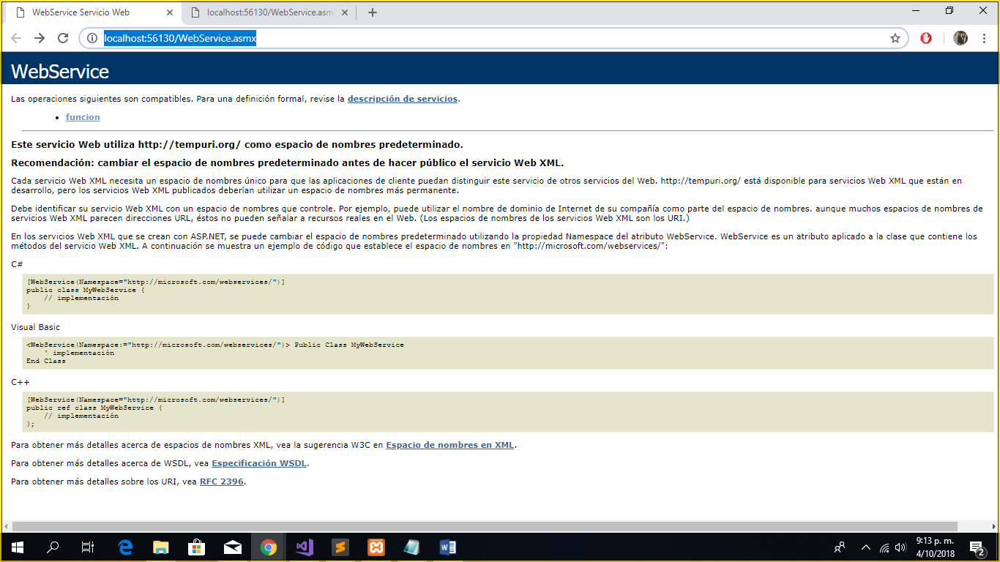 WebService Servicio Web
localhost:56130/WebService.asm
localhost:56130/WebService.asmx
WebService
Las operaciones siguientes son compatibles. Para una definición formal, revise la descripción de servicios.
• funcion
Este servicio Web utiliza http://tempuri.org/ como espacio de nombres predeterminado.
Recomendación: cambiar el espacio de nombres predeterminado antes de hacer público el servicio Web XML.
Cada servicio Web XML necesita un espacio de nombres único para que las aplicaciones de cliente puedan distinguir este servicio de otros servicios del Web. http://tempuri.org/ está disponible para servicios Web XML que están en
desarrollo, pero los servicios Web XML publicados deberían utilizar un espacio de nombres más permanente.
Debe identificar su servicio Web XML con un espacio de nombres que controle. Por ejemplo, puede utilizar el nombre de dominio de Internet de su compañía como parte del espacio de nombres. aunque muchos espacios de nombres de
servicios Web XML parecen direcciones URL, éstos no pueden señalar a recursos reales en el Web. (Los espacios de nombres de los servicios Web XML son los URI.)
En los servicios Web XML que se crean con ASP.NET, se puede cambiar el espacio de nombres predeterminado utilizando la propiedad Namespace del atributo WebService. WebService es un atributo aplicado a la clase que contiene los
métodos del servicio Web XML. A continuación se muestra un ejemplo de código que establece el espacio de nombres en "http://microsoft.com/webservices/":
C#
[WebService(Namespace="http://microsoft.com/webservices/")]
public class MyWebService {
// implementación
}
Visual Basic
<WebService(Namespace:="http://microsoft.com/webservices/")> Public Class MyWebService
' implementación
End Class
C++
[WebService(Namespace="http://microsoft.com/webservices/")]
public ref class MyWebService {
// implementación
};
Para obtener más detalles acerca de espacios de nombres XML, vea la sugerencia W3C en Espacio de nombres en XML.
Para obtener más detalles acerca de WSDL, vea Especificación WSDL.
Para obtener más detalles sobre los URI, vea RFC 2396.
9:13 p. m.
4/10/2018
2